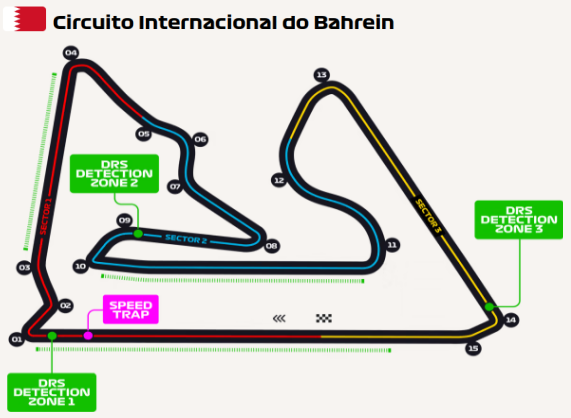 Circuito Internacional do Bahrein
04
13
05
06
DRS
DETECTION
ZONE 2
12
07
SECTOR 1
SECTOR 3
DRS
DETECTION
ZONE 3
09
SECTOR 2
08
11
03
10
02
SPEED
TRAP
14
01
15
DRS
DETECTION
ZONE 1